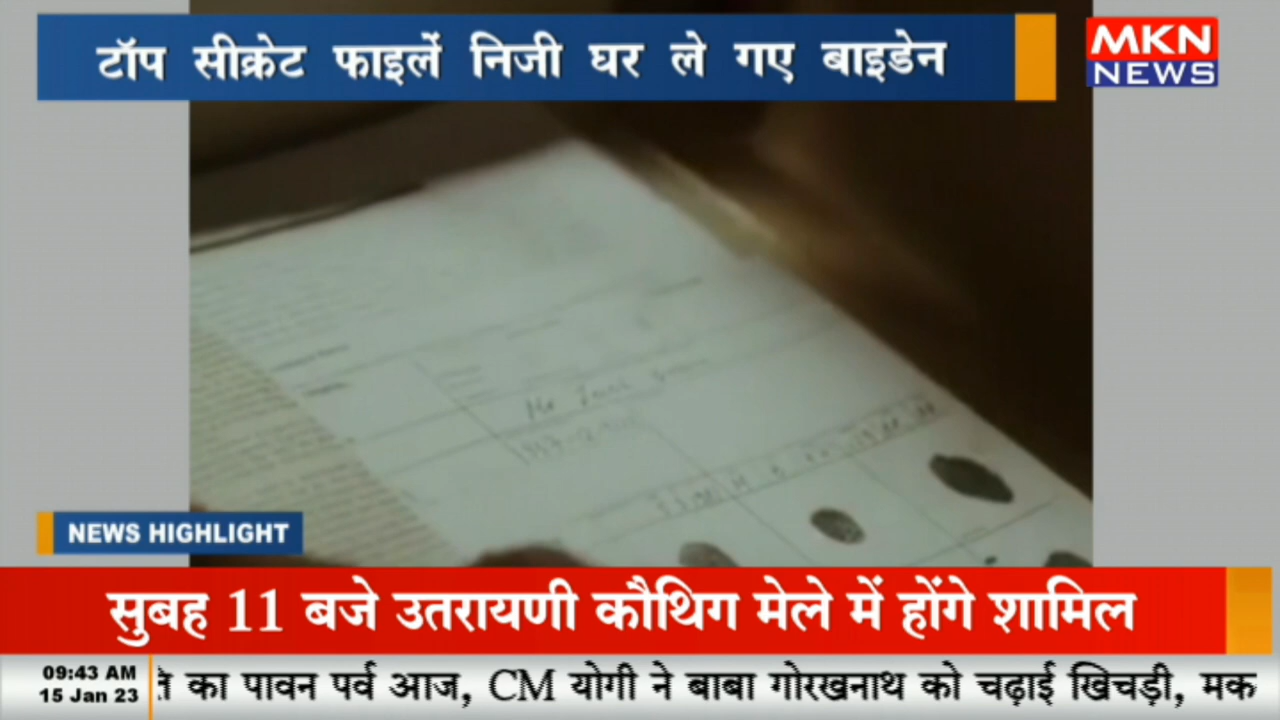 टॉप सीक्रेट फाइलें निजी घर ले गए बाइडेन
MKN
NEWS
NEWS HIGHLIGHT
सुबह 11 बजे उतरायणी कौथिग मेले में होंगे शामिल
09:43 AM
15 Jan 23
का पावन पर्व आज, CM योगी ने बाबा गोरखनाथ को चढ़ाई खिचड़ी, मक